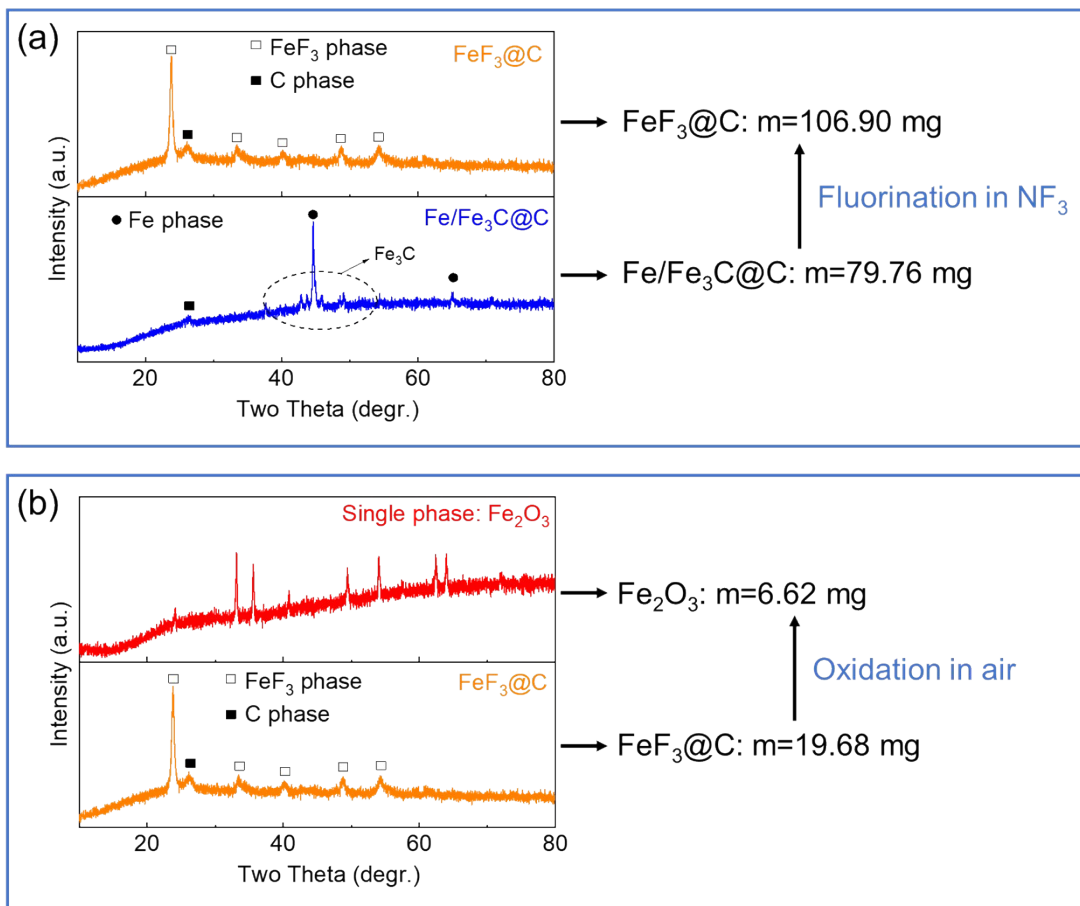 (a)
□ FeF₃ phase
■ C phase
FeF₃@C
● Fe phase
Fe/Fe₃C@C
Fe₃C
Intensity (a.u.)
20 40 60 80
Two Theta (degr.)
FeF₃@C: m=106.90 mg
Fluorination in NF₃
Fe/Fe₃C@C: m=79.76 mg
(b)
Single phase: Fe₂O₃
□ FeF₃ phase
■ C phase
FeF₃@C
Intensity (a.u.)
20 40 60 80
Two Theta (degr.)
Fe₂O₃: m=6.62 mg
Oxidation in air
FeF₃@C: m=19.68 mg